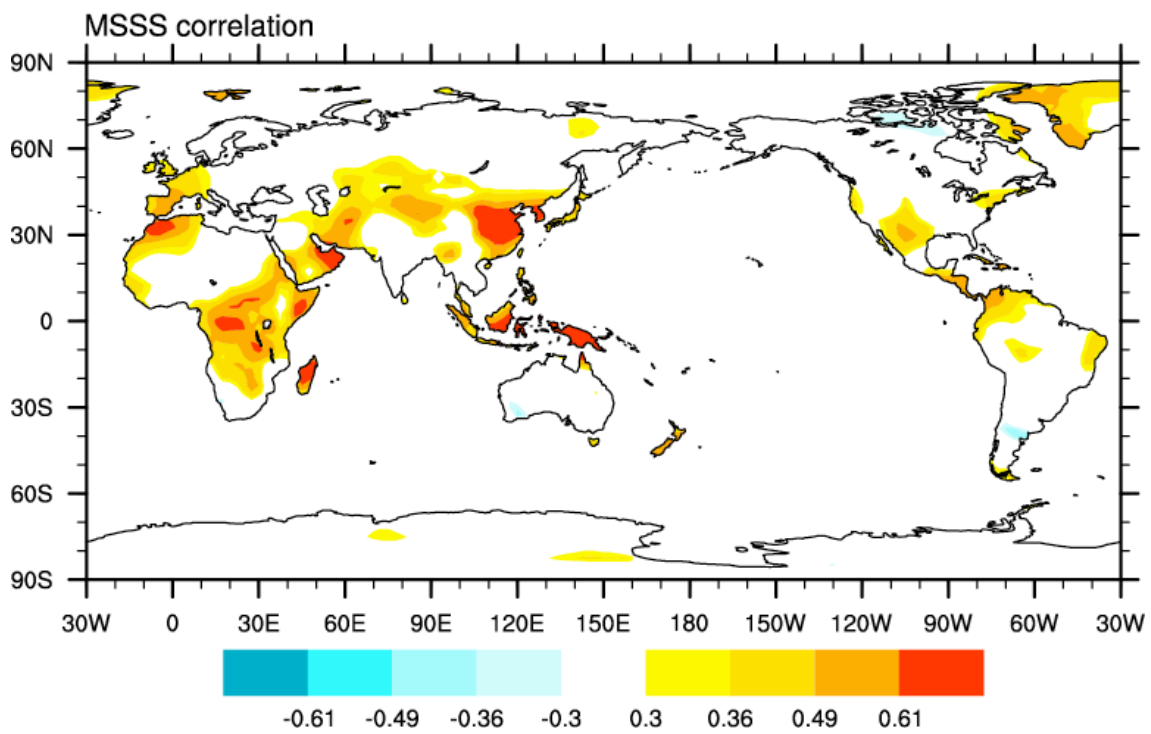 MSSS correlation
90N
60N
30N
0
30S
60S
90S
30W 0 30E 60E 90E 120E 150E 180 150W 120W 90W 60W 30W
-0.61 -0.49 -0.36 -0.3 0.3 0.36 0.49 0.61